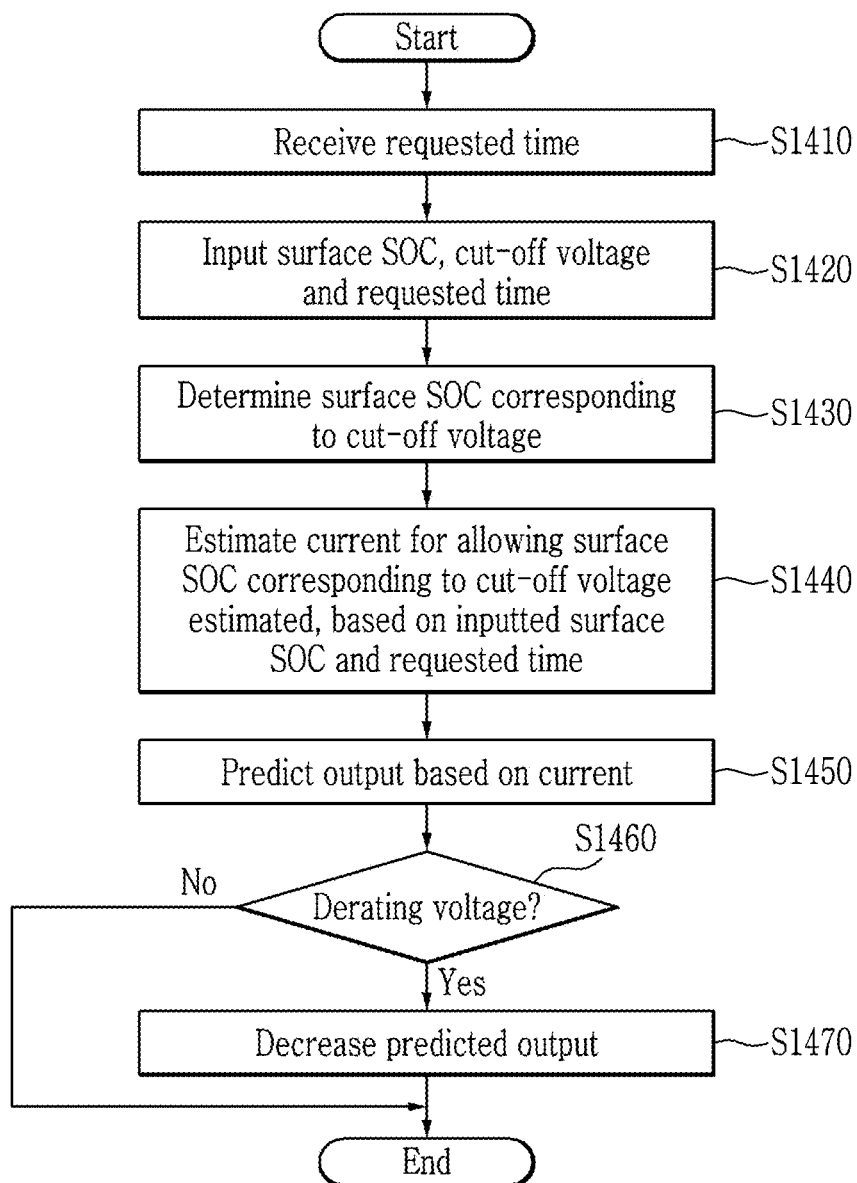 Start
Receive requested time
S1410
Input surface SOC, cut-off voltage
and requested time
S1420
Determine surface SOC corresponding
to cut-off voltage
S1430
Estimate current for allowing surface
SOC corresponding to cut-off voltage
estimated, based on inputted surface
SOC and requested time
S1440
Predict output based on current
S1450
S1460
Derating voltage?
No
Yes
Decrease predicted output
S1470
End